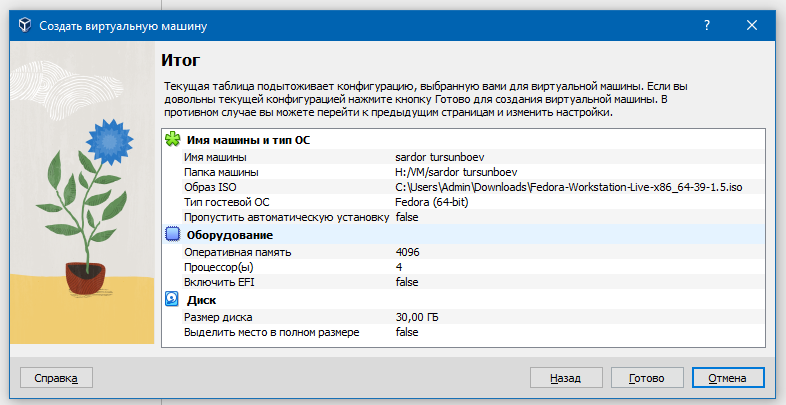 Создать виртуальную машину
?
Итог
Текущая таблица подытоживает конфигурацию, выбранную вами для виртуальной машины. Если вы
довольны текущей конфигурацией нажмите кнопку Готово для создания виртуальной машины. В
противном случае вы можете перейти к предыдущим страницам и изменить настройки.
Имя машины и тип ОС
Имя машины sardor tursunboev
Папка машины H:/VM/sardor tursunboev
Образ ISO C:\Users\Admin\Downloads\Fedora-Workstation-Live-x86_64-39-1.5.iso
Тип гостевой ОС Fedora (64-bit)
Пропустить автоматическую установку false
Оборудование
Оперативная память 4096
Процессор(ы) 4
Включить EFI false
Диск
Размер диска 30,00 ГБ
Выделить место в полном размере false
Справка Назад Готово Отмена